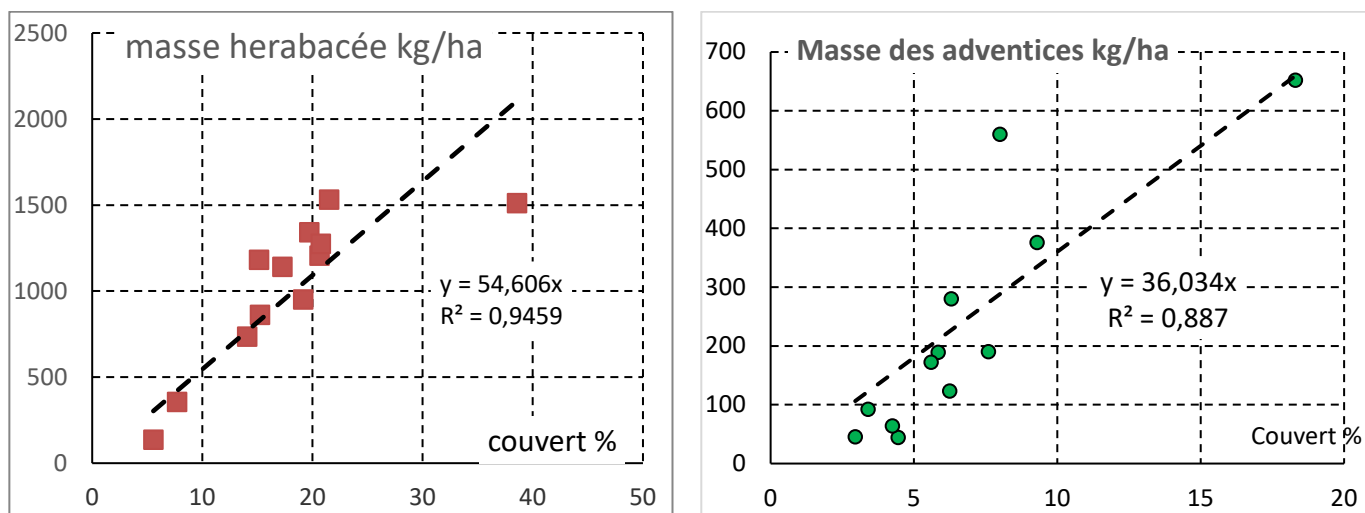 masse herabacée kg/ha
2500
2000
1500
1000
500
0
y = 54,606x
R² = 0,9459
couvert %
0 10 20 30 40 50
Masse des adventices kg/ha
700
600
500
400
300
200
100
0
y = 36,034x
R² = 0,887
Couvert %
0 5 10 15 20